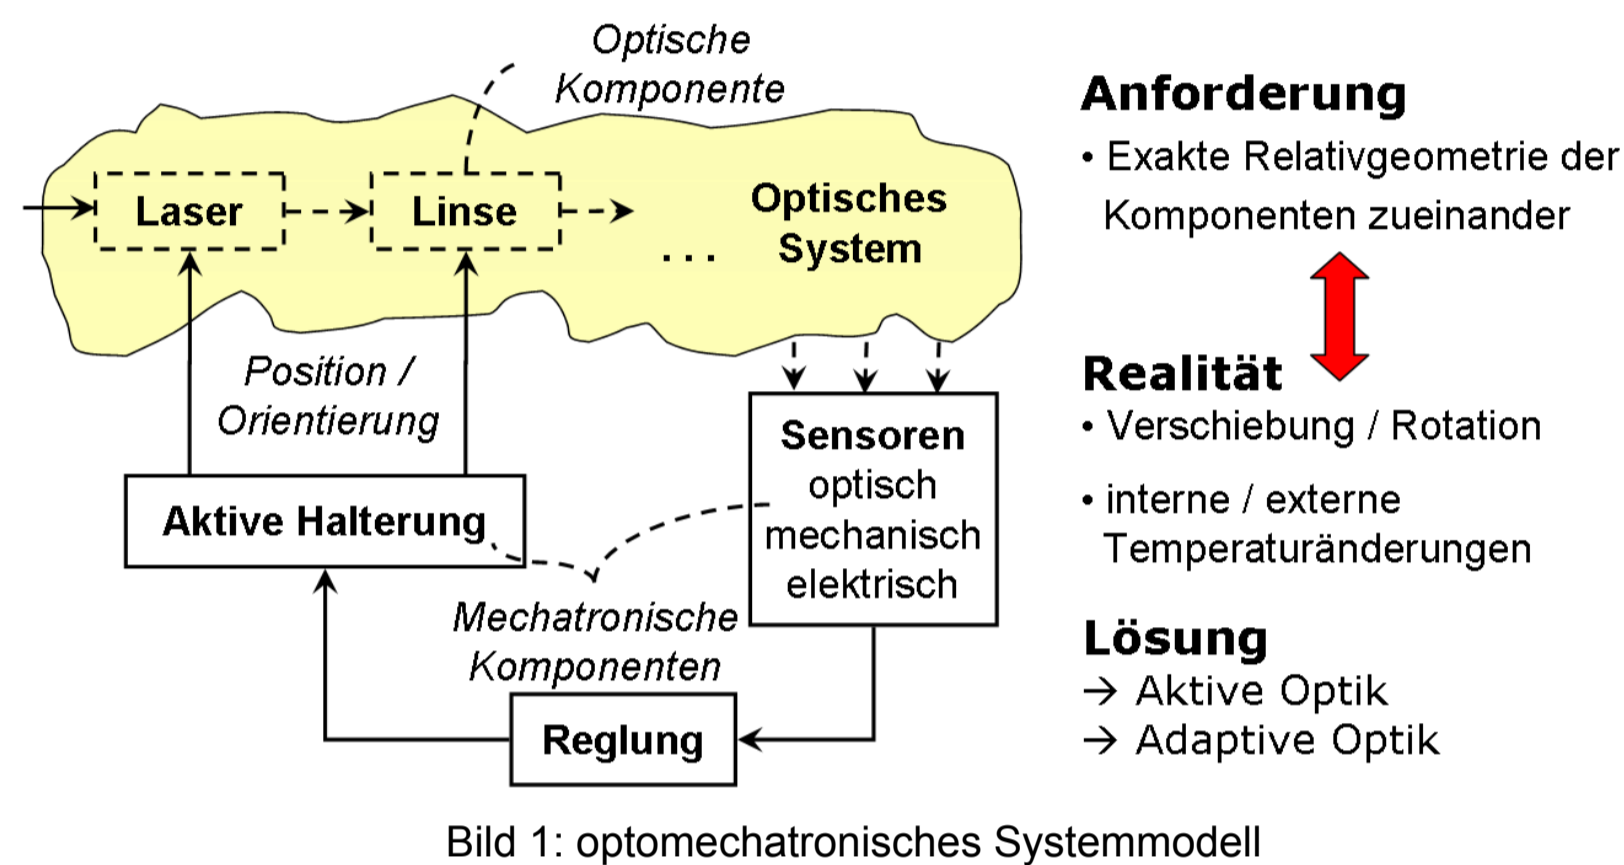 Optische
Komponente
Laser
Linse
. . .
Optisches
System
Position /
Orientierung
Aktive Halterung
Sensoren
optisch
mechanisch
elektrisch
Mechatronische
Komponenten
Reglung
Anforderung
• Exakte Relativgeometrie der
Komponenten zueinander
Realität
• Verschiebung / Rotation
• interne / externe
Temperaturänderungen
Lösung
→ Aktive Optik
→ Adaptive Optik
Bild 1: optomechatronisches Systemmodell